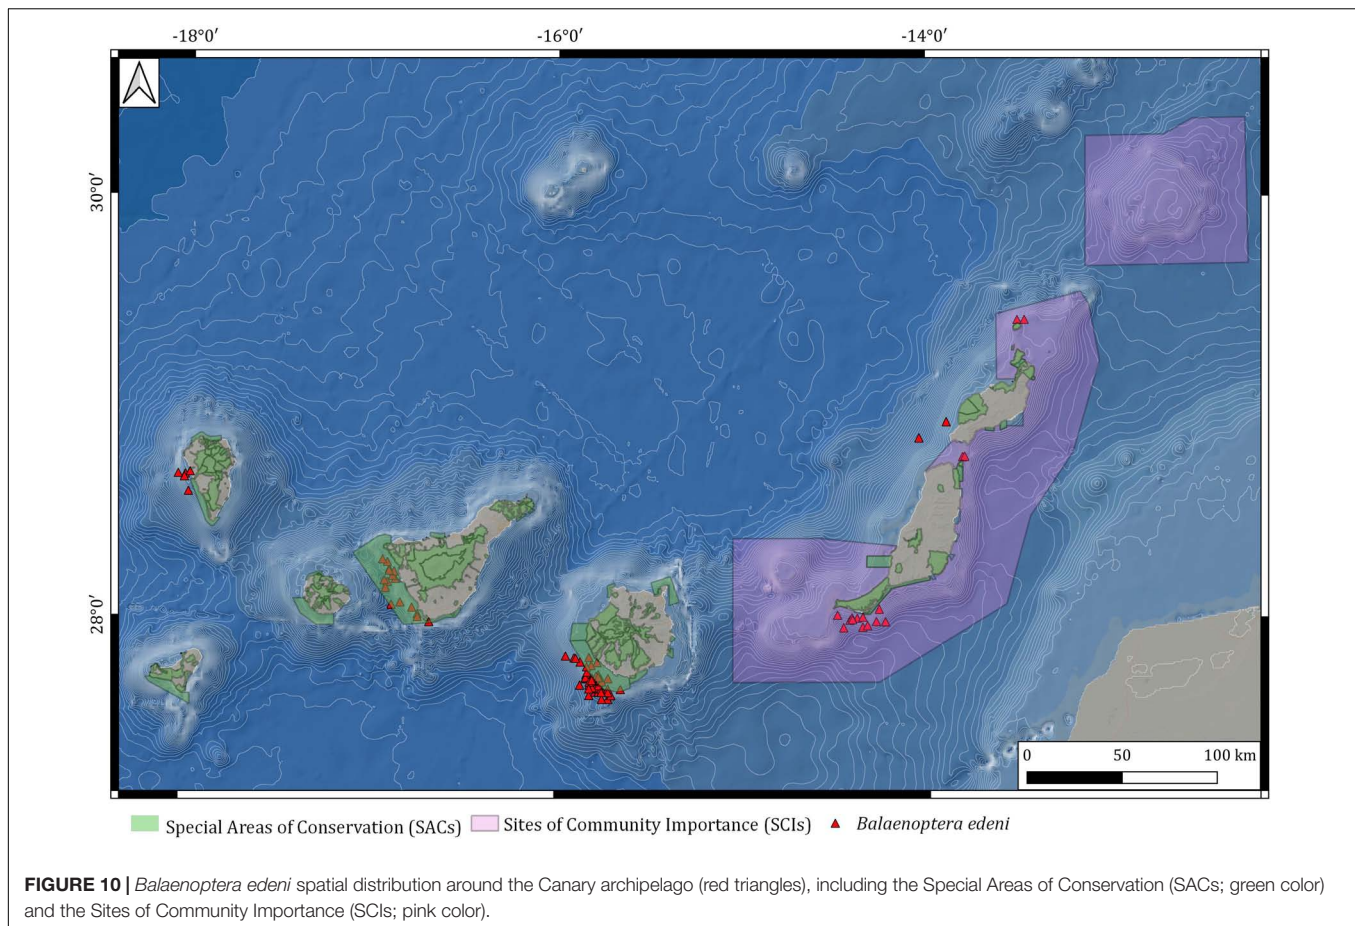 -18°0′ -16°0′ -14°0′
30°0′
28°0′
0 50 100 km
Special Areas of Conservation (SACs) Sites of Community Importance (SCIs) Balaenoptera edeni
FIGURE 10 | Balaenoptera edeni spatial distribution around the Canary archipelago (red triangles), including the Special Areas of Conservation (SACs; green color)
and the Sites of Community Importance (SCIs; pink color).